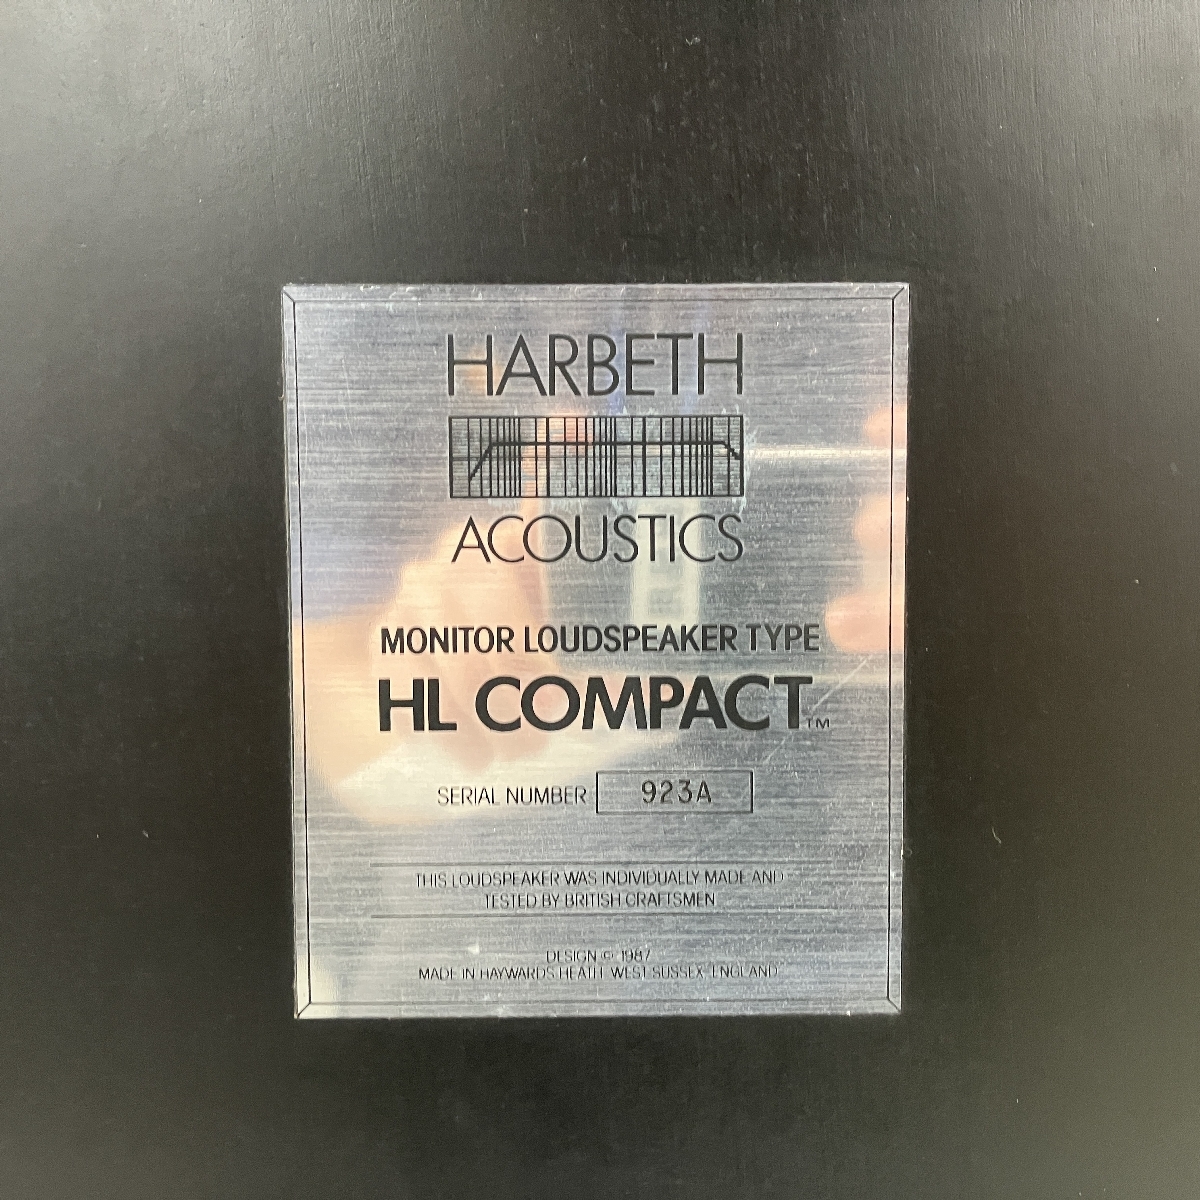 HARBETH
ACOUSTICS
MONITOR LOUDSPEAKER TYPE
HL COMPACT™
SERIAL NUMBER 923A
THIS LOUDSPEAKER WAS INDIVIDUALLY MADE AND
TESTED BY BRITISH CRAFTSMEN
DESIGN © 1987
MADE IN HAYWARDS HEATH WEST SUSSEX ENGLAND